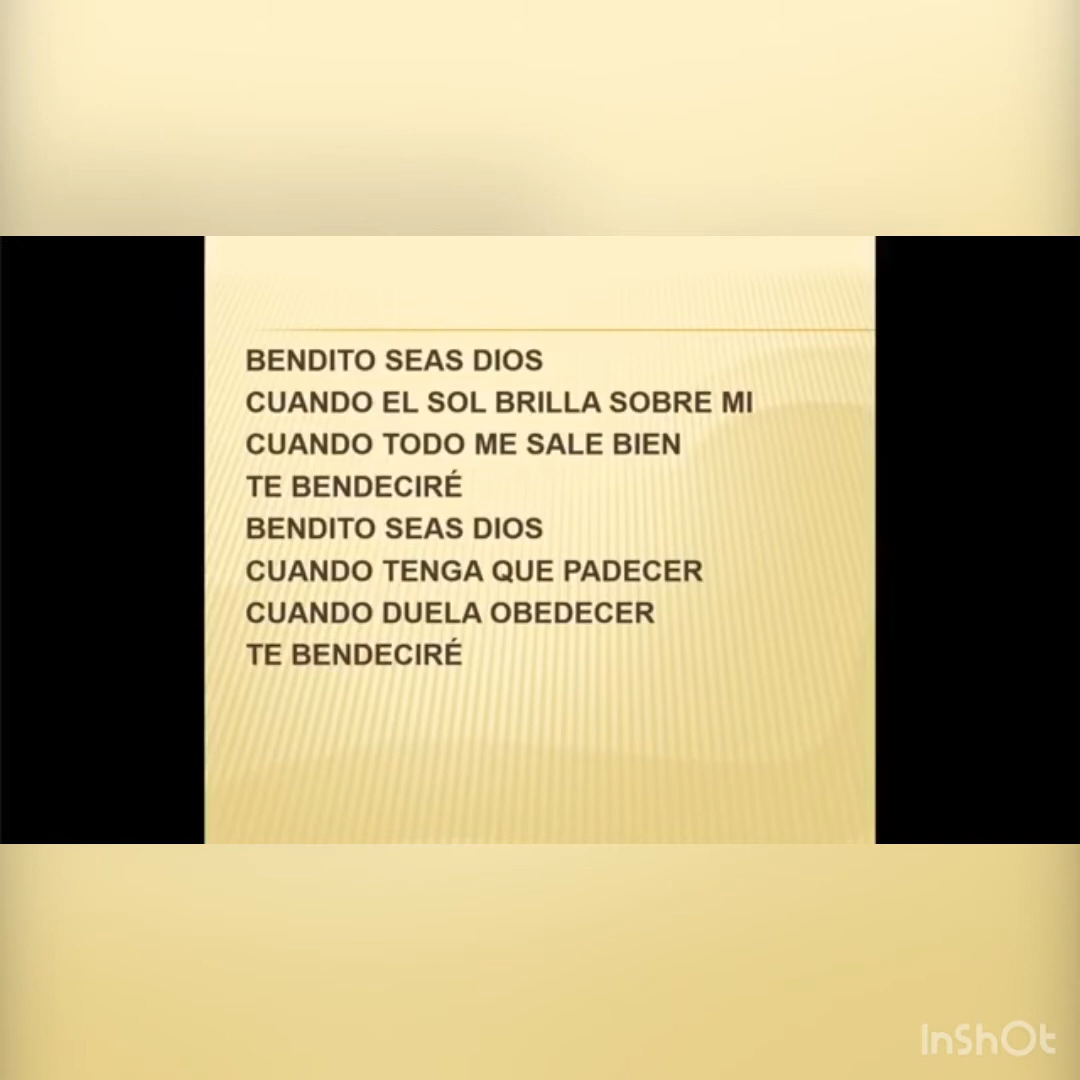 BENDITO SEAS DIOS
CUANDO EL SOL BRILLA SOBRE MI
CUANDO TODO ME SALE BIEN
TE BENDECIRÉ
BENDITO SEAS DIOS
CUANDO TENGA QUE PADECER
CUANDO DUELA OBEDECER
TE BENDECIRÉ
InShOt